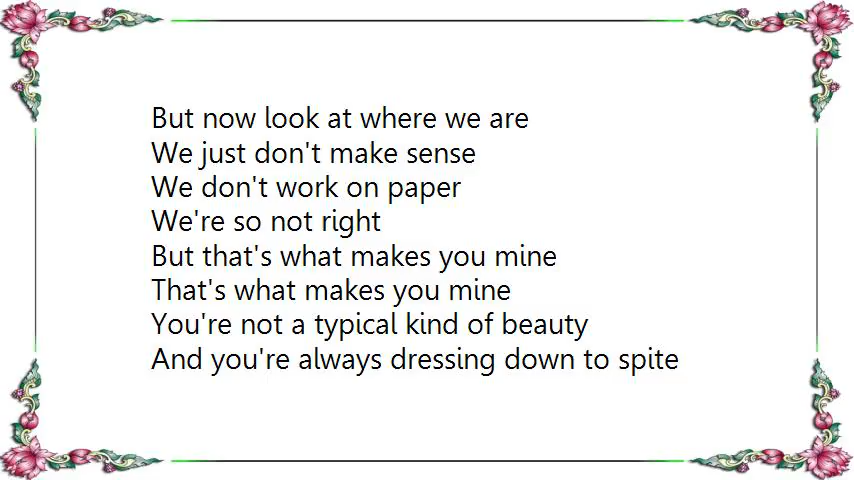 But now look at where we are
We just don't make sense
We don't work on paper
We're so not right
But that's what makes you mine
That's what makes you mine
You're not a typical kind of beauty
And you're always dressing down to spite